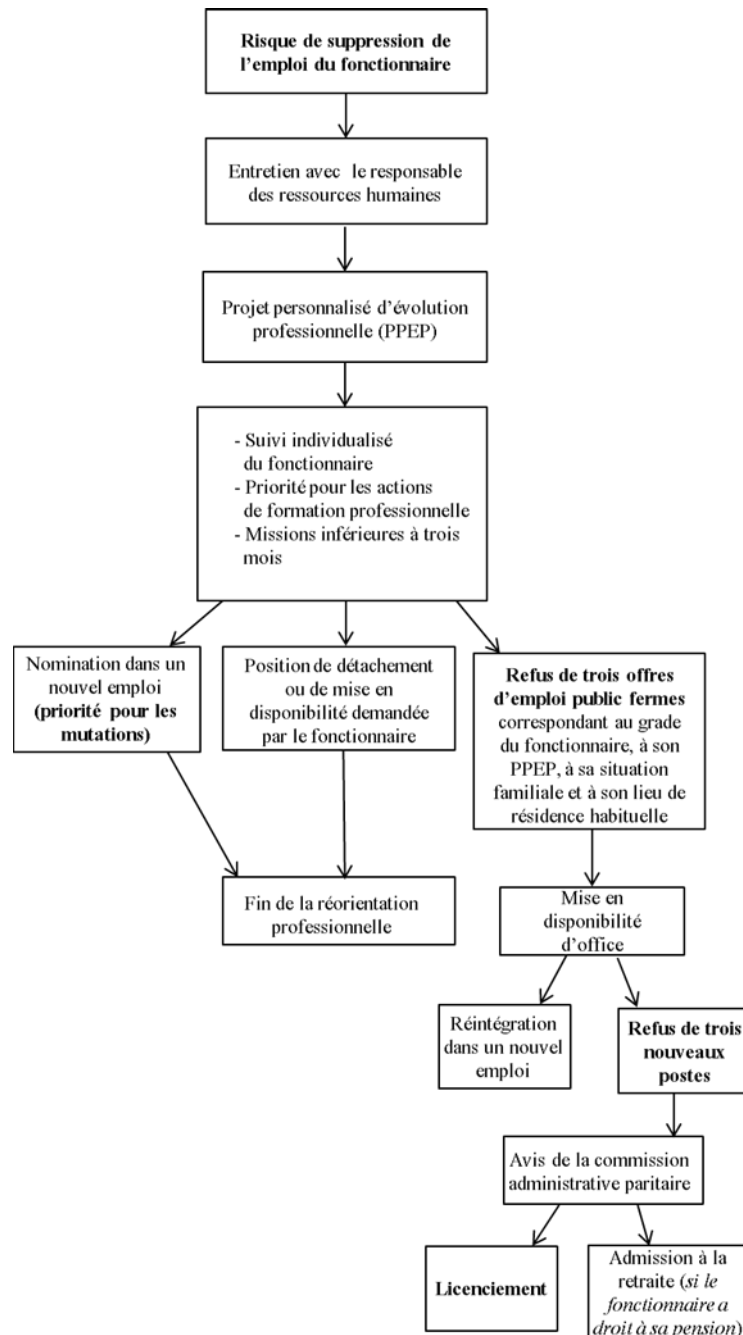 Risque de suppression de
l'emploi du fonctionnaire
Entretien avec le responsable
des ressources humaines
Projet personnalisé d'évolution
professionnelle (PPEP)
- Suivi individualisé
du fonctionnaire
- Priorité pour les actions
de formation professionnelle
- Missions inférieures à trois
mois
Nomination dans un
nouvel emploi
(priorité pour les
mutations)
Position de détachement
ou de mise en
disponibilité demandée
par le fonctionnaire
Refus de trois offres
d'emploi public fermes
correspondant au grade
du fonctionnaire, à son
PPEP, à sa situation
familiale et à son lieu de
résidence habituelle
Fin de la réorientation
professionnelle
Mise en
disponibilité
d'office
Réintégration
dans un nouvel
emploi
Refus de trois
nouveaux
postes
Avis de la commission
administrative paritaire
Licenciement
Admission à la
retraite (si le
fonctionnaire a
droit à sa pension)